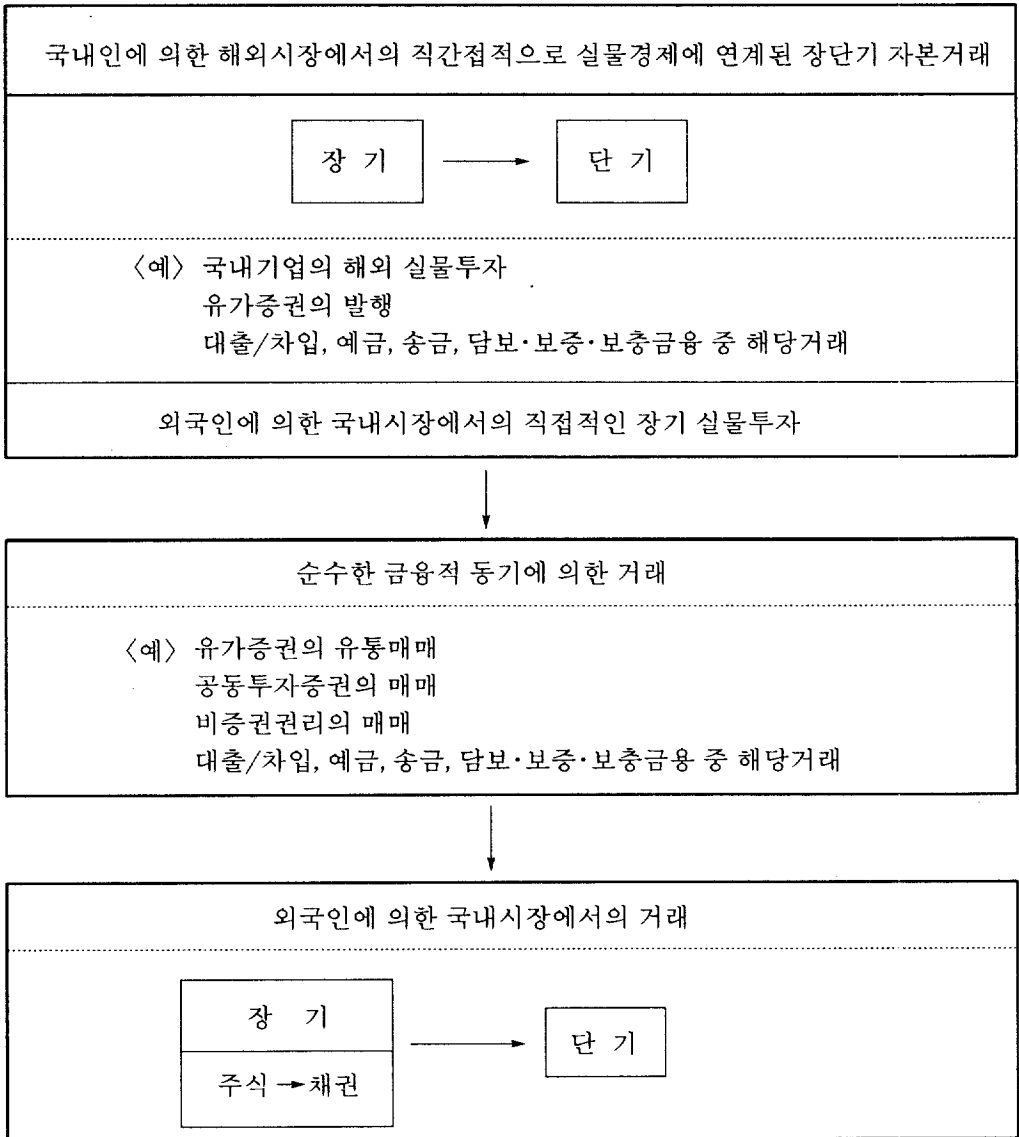 국내인에 의한 해외시장에서의 직간접적으로 실물경제에 연계된 장단기 자본거래
장 기 → 단 기
〈예〉 국내기업의 해외 실물투자
유가증권의 발행
대출/차입, 예금, 송금, 담보·보증·보충금융 중 해당거래
외국인에 의한 국내시장에서의 직접적인 장기 실물투자
순수한 금융적 동기에 의한 거래
〈예〉 유가증권의 유통매매
공동투자증권의 매매
비증권권리의 매매
대출/차입, 예금, 송금, 담보·보증·보충금융 중 해당거래
외국인에 의한 국내시장에서의 거래
장 기 → 단 기
주식→채권